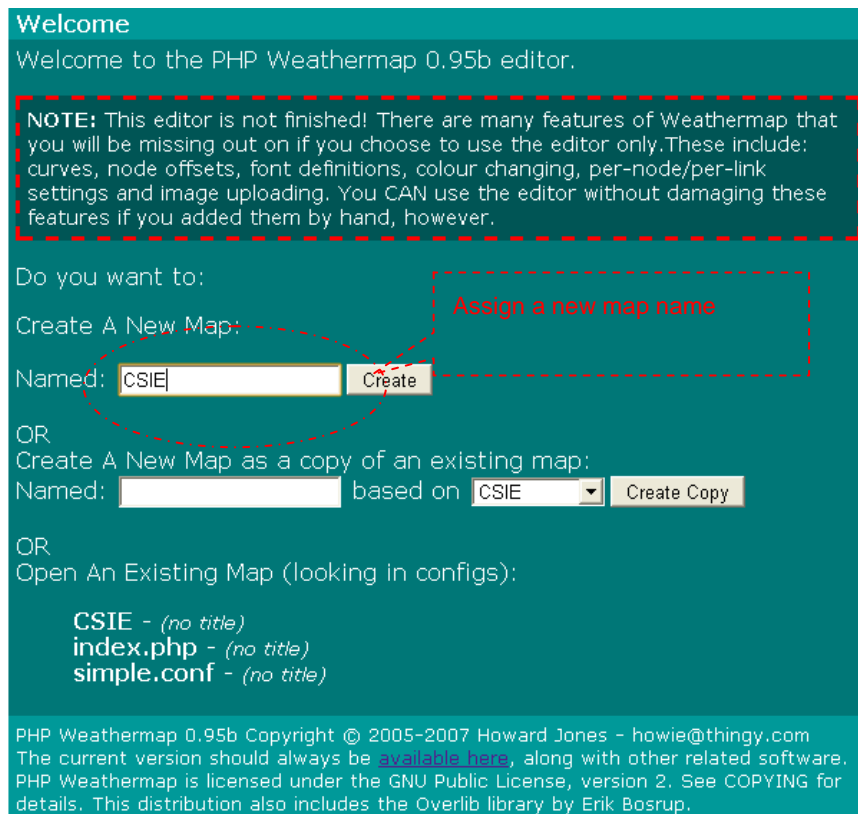 Welcome
Welcome to the PHP Weathermap 0.95b editor.
NOTE: This editor is not finished! There are many features of Weathermap that
you will be missing out on if you choose to use the editor only.These include:
curves, node offsets, font definitions, colour changing, per-node/per-link
settings and image uploading. You CAN use the editor without damaging these
features if you added them by hand, however.
Do you want to:
Assign a new map name
Create A New Map:
Named: CSIE Create
OR
Create A New Map as a copy of an existing map:
Named: based on CSIE Create Copy
OR
Open An Existing Map (looking in configs):
CSIE - (no title)
index.php - (no title)
simple.conf - (no title)
PHP Weathermap 0.95b Copyright © 2005-2007 Howard Jones - howie@thingy.com
The current version should always be available here, along with other related software.
PHP Weathermap is licensed under the GNU Public License, version 2. See COPYING for
details. This distribution also includes the Overlib library by Erik Bosrup.